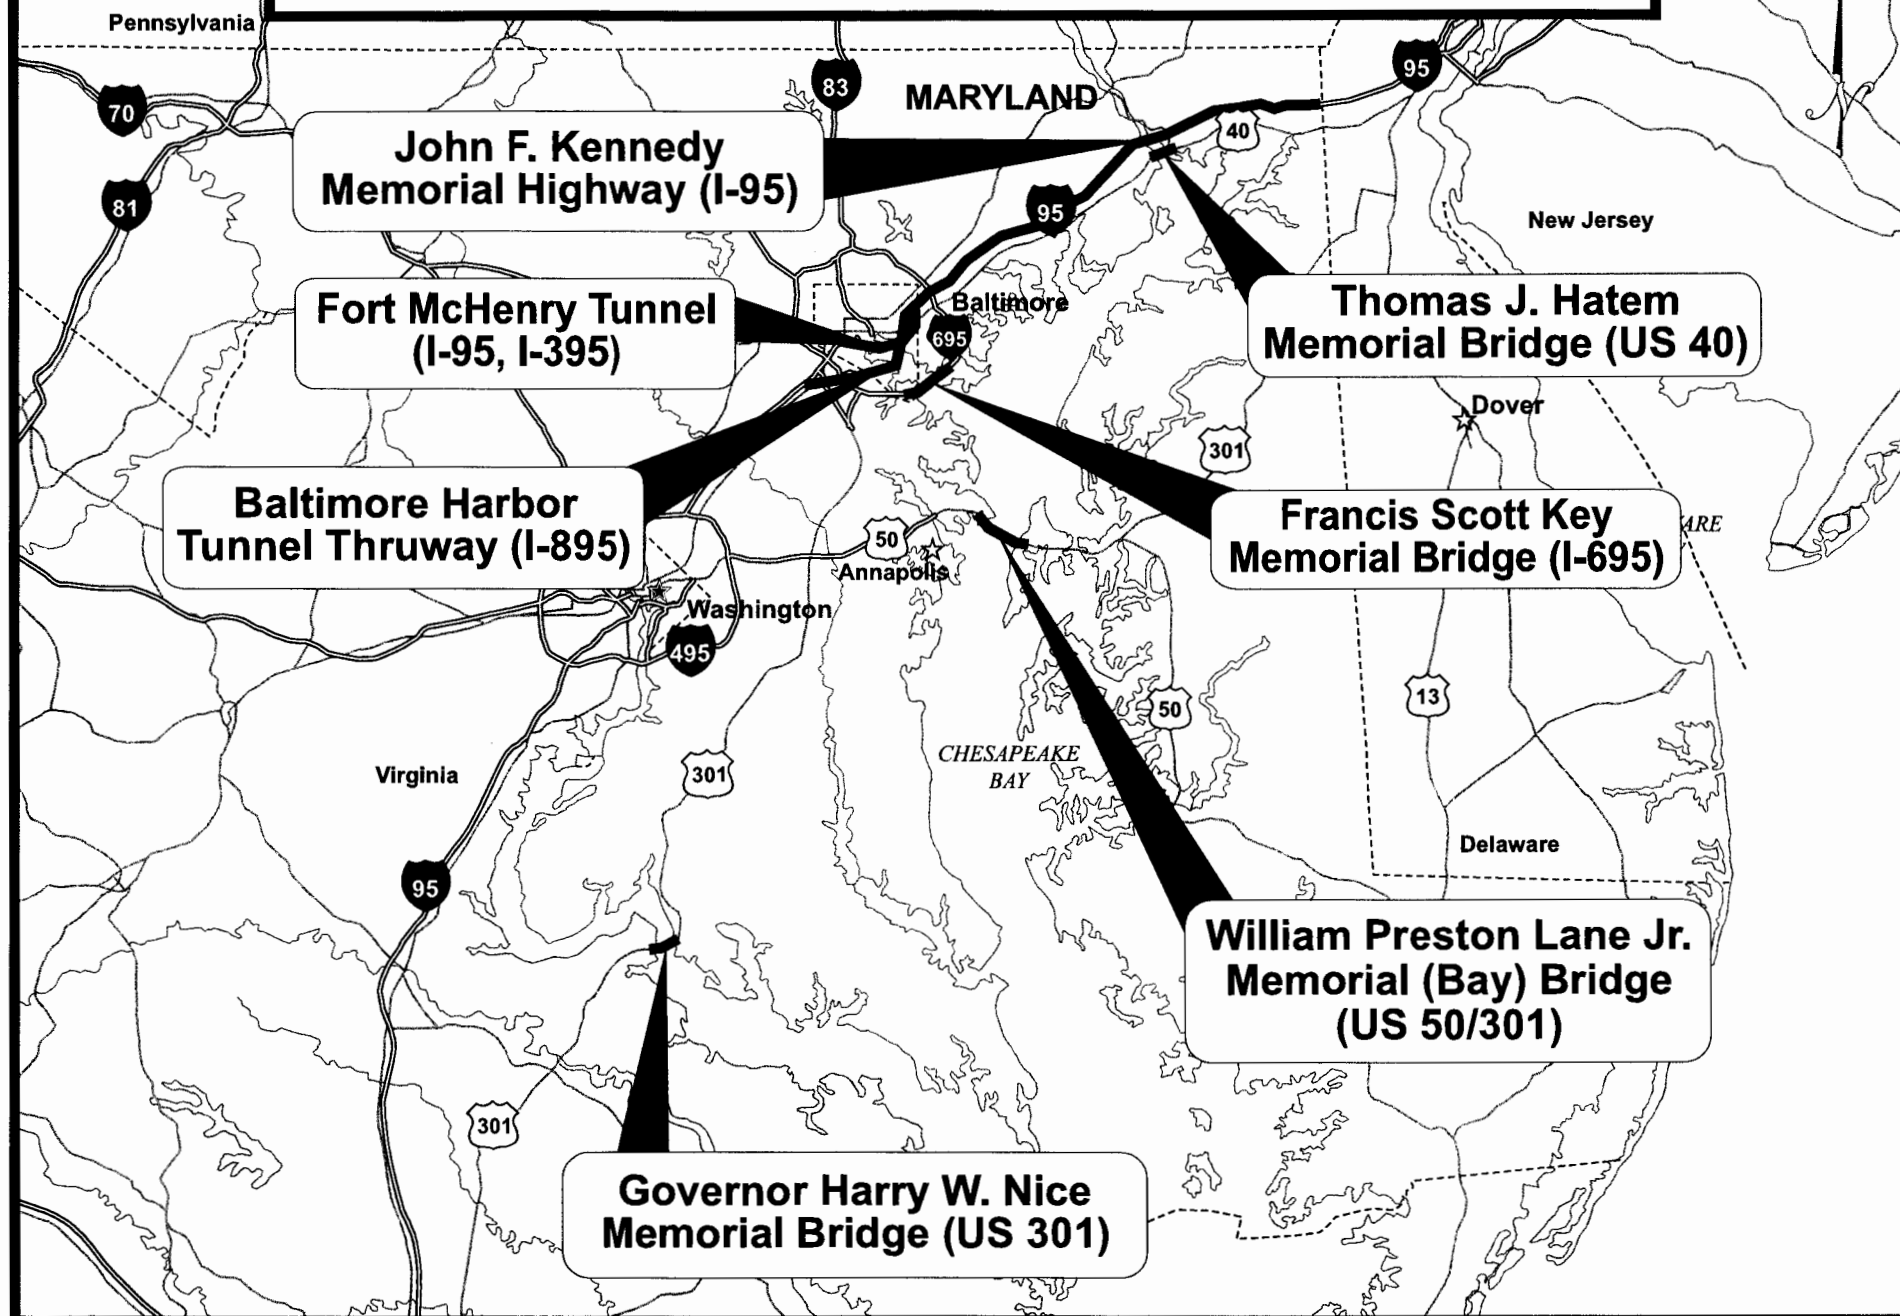 Pennsylvania
95
83
MARYLAND
70
40
John F. Kennedy
Memorial Highway (I-95)
81
95
New Jersey
Fort McHenry Tunnel
(I-95, I-395)
Baltimore
695
Thomas J. Hatem
Memorial Bridge (US 40)
Dover
301
Baltimore Harbor
Tunnel Thruway (I-895)
Francis Scott Key
Memorial Bridge (I-695)
ARE
50
Annapolis
Washington
495
13
50
CHESAPEAKE
BAY
301
Virginia
Delaware
95
William Preston Lane Jr.
Memorial (Bay) Bridge
(US 50/301)
301
Governor Harry W. Nice
Memorial Bridge (US 301)